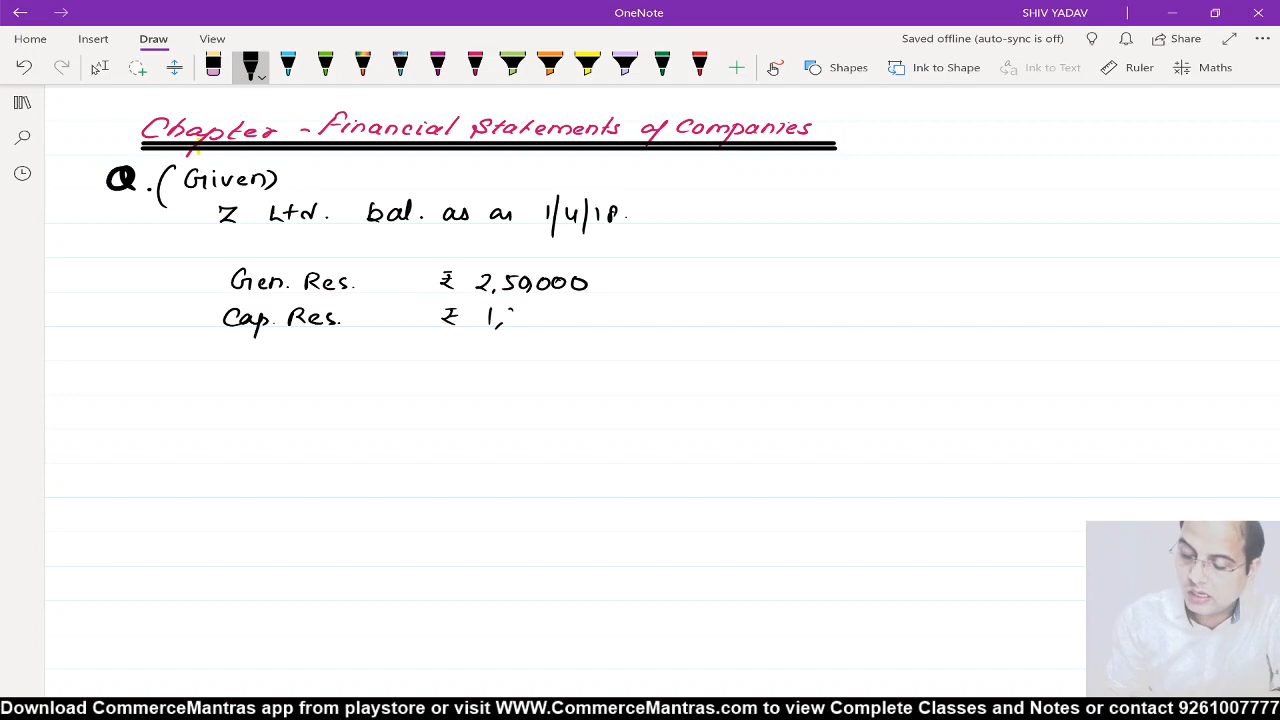 OneNote
SHIV YADAV
Home Insert Draw View
Saved offline (auto-sync is off) Share
Shapes Ink to Shape Ink to Text Ruler Maths
Chapter - Financial Statements of Companies
Q. (Given)
Z Ltd. bal. as as 1/4/18.
Gen. Res. ₹ 2,50,000
Cap. Res. ₹ 1,
Download CommerceMantras app from playstore or visit WWW.CommerceMantras.com to view Complete Classes and Notes or contact 9261007777